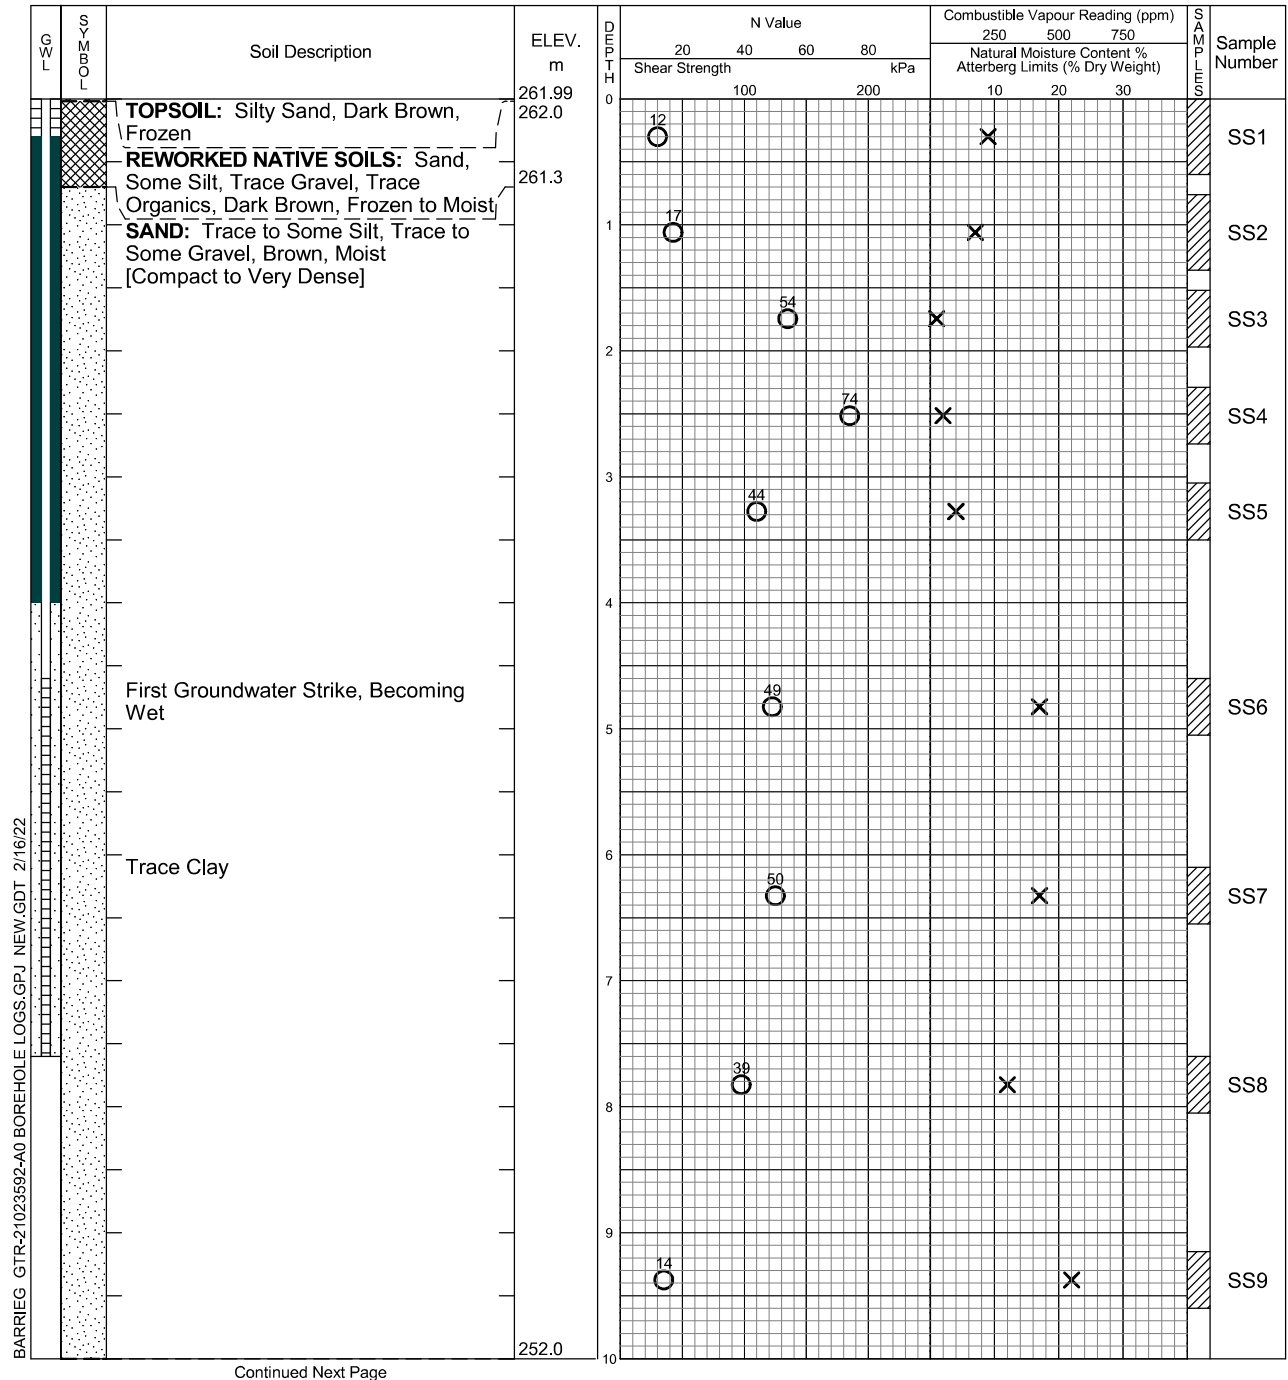 GWL
SYMBOL
Soil Description
ELEV.
m
DEPTH
N Value
20 40 60 80
Shear Strength kPa
100 200
Combustible Vapour Reading (ppm)
250 500 750
Natural Moisture Content %
Atterberg Limits (% Dry Weight)
10 20 30
SAMPLES
Sample
Number
261.99
TOPSOIL: Silty Sand, Dark Brown,
Frozen
262.0
REWORKED NATIVE SOILS: Sand,
Some Silt, Trace Gravel, Trace
Organics, Dark Brown, Frozen to Moist
261.3
SAND: Trace to Some Silt, Trace to
Some Gravel, Brown, Moist
[Compact to Very Dense]
First Groundwater Strike, Becoming
Wet
Trace Clay
252.0
0
12
SS1
1
17
SS2
54
SS3
2
74
SS4
3
44
SS5
4
49
SS6
5
6
50
SS7
7
39
SS8
8
9
14
SS9
10
BARRIEG GTR-21023592-A0 BOREHOLE LOGS.GPJ NEW.GDT 2/16/22
Continued Next Page